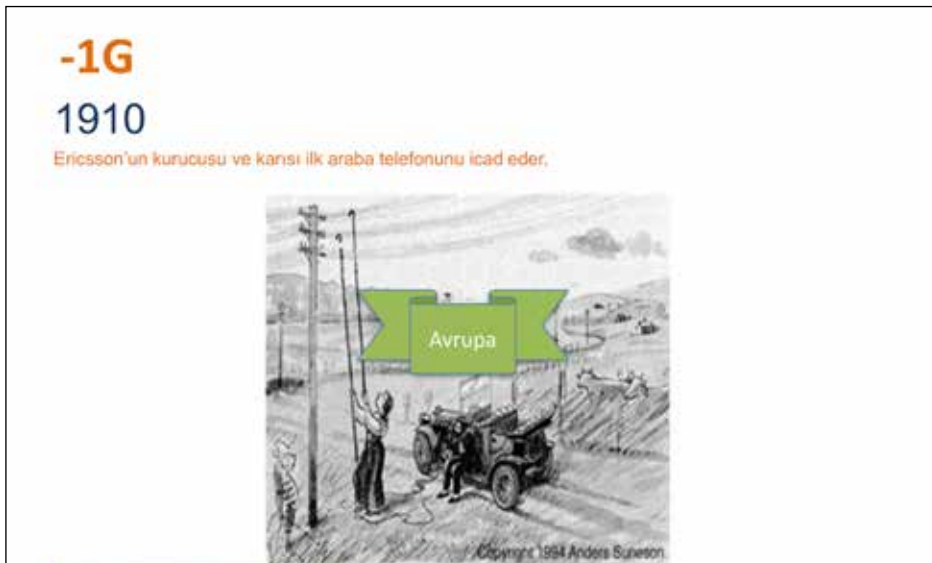 -1G
1910
Ericsson'un kurucusu ve karısı ilk araba telefonunu icad eder.
Avrupa
Copyright 1994 Anders Suneson